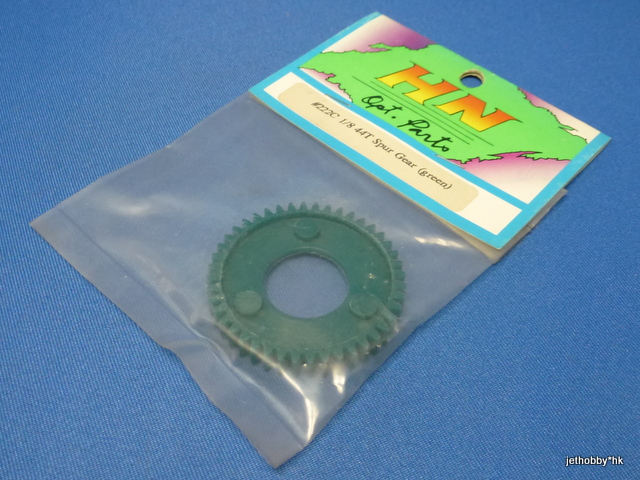 HN
Opt. Parts
#222C 1/8 44T Spur Gear (green)
jethobby*hk